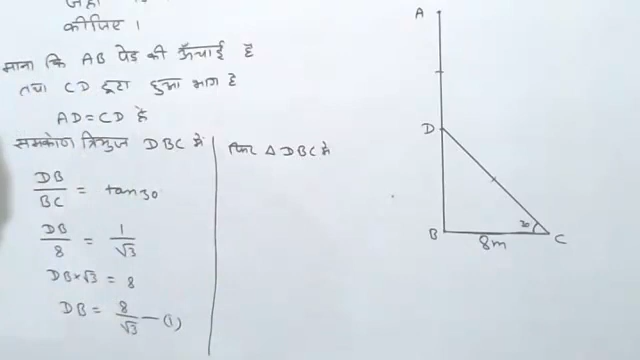 कीजिए ।
माना कि AB पेड़ की ऊँचाई है
तथा CD टूटा हुआ भाग है
AD = CD है
समकोण त्रिभुज DBC में
DB/BC = tan30
DB/8 = 1/√3
DB×√3 = 8
DB = 8/√3 —(1)
फिर △ DBC में
A
D
B
8m
30
C